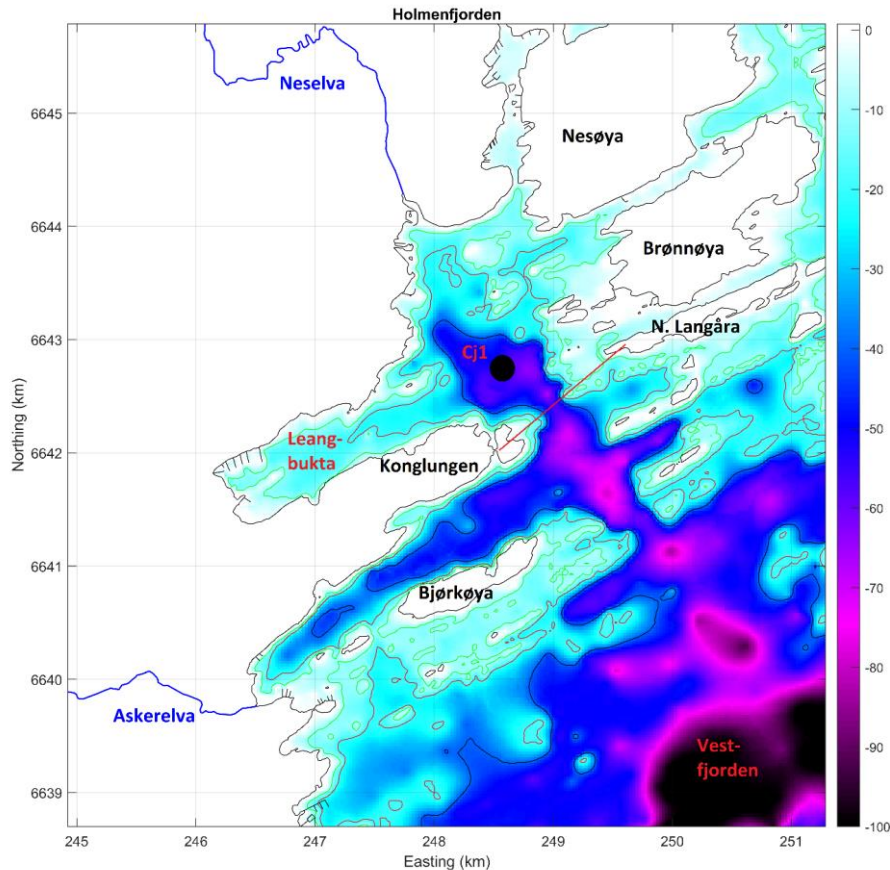 Holmenfjorden
Neselva
Nesøya
Brønnøya
N. Langåra
Cj1
Leang-
bukta
Konglungen
Bjørkøya
Askerelva
Vest-
fjorden
6645
6644
6643
6642
6641
6640
6639
Northing (km)
245
246
247
248
249
250
251
Easting (km)
0
-10
-20
-30
-40
-50
-60
-70
-80
-90
-100